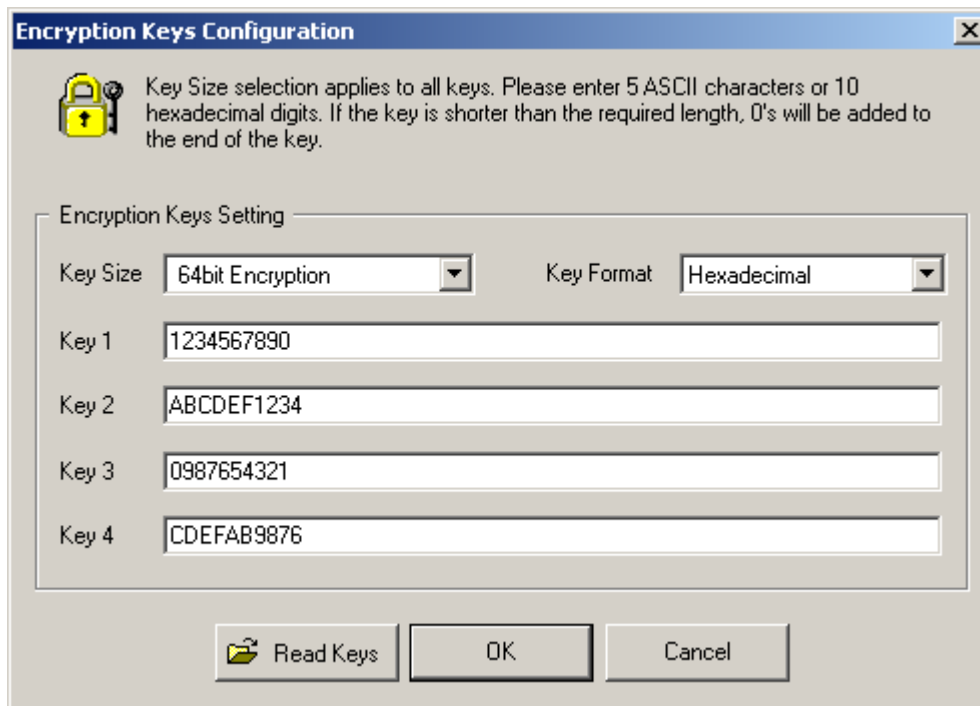 Encryption Keys Configuration
Key Size selection applies to all keys. Please enter 5 ASCII characters or 10
hexadecimal digits. If the key is shorter than the required length, 0's will be added to
the end of the key.
Encryption Keys Setting
Key Size 64bit Encryption Key Format Hexadecimal
Key 1 1234567890
Key 2 ABCDEF1234
Key 3 0987654321
Key 4 CDEFAB9876
Read Keys OK Cancel